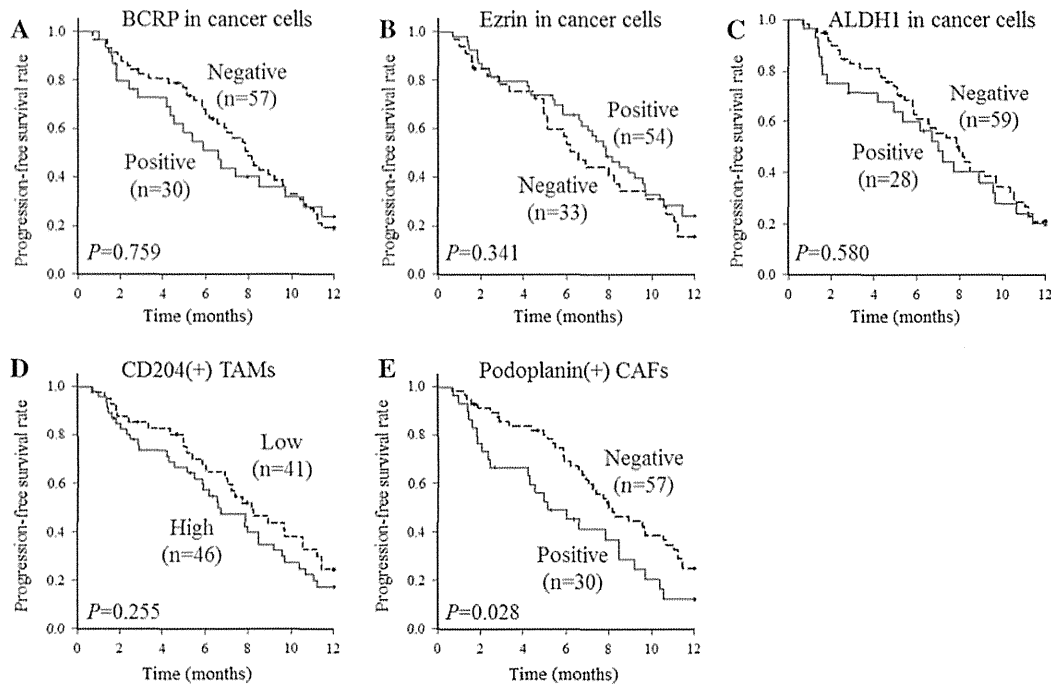 A
BCRP in cancer cells
Progression-free survival rate
1.0
0.8
0.6
0.4
0.2
0.0
Negative
(n=57)
Positive
(n=30)
P=0.759
0 2 4 6 8 10 12
Time (months)
B
Ezrin in cancer cells
Progression-free survival rate
1.0
0.8
0.6
0.4
0.2
0.0
Positive
(n=54)
Negative
(n=33)
P=0.341
0 2 4 6 8 10 12
Time (months)
C
ALDH1 in cancer cells
Progression-free survival rate
1.0
0.8
0.6
0.4
0.2
0.0
Negative
(n=59)
Positive
(n=28)
P=0.580
0 2 4 6 8 10 12
Time (months)
D
CD204(+) TAMs
Progression-free survival rate
1.0
0.8
0.6
0.4
0.2
0.0
Low
(n=41)
High
(n=46)
P=0.255
0 2 4 6 8 10 12
Time (months)
E
Podoplanin(+) CAFs
Progression-free survival rate
1.0
0.8
0.6
0.4
0.2
0.0
Negative
(n=57)
Positive
(n=30)
P=0.028
0 2 4 6 8 10 12
Time (months)